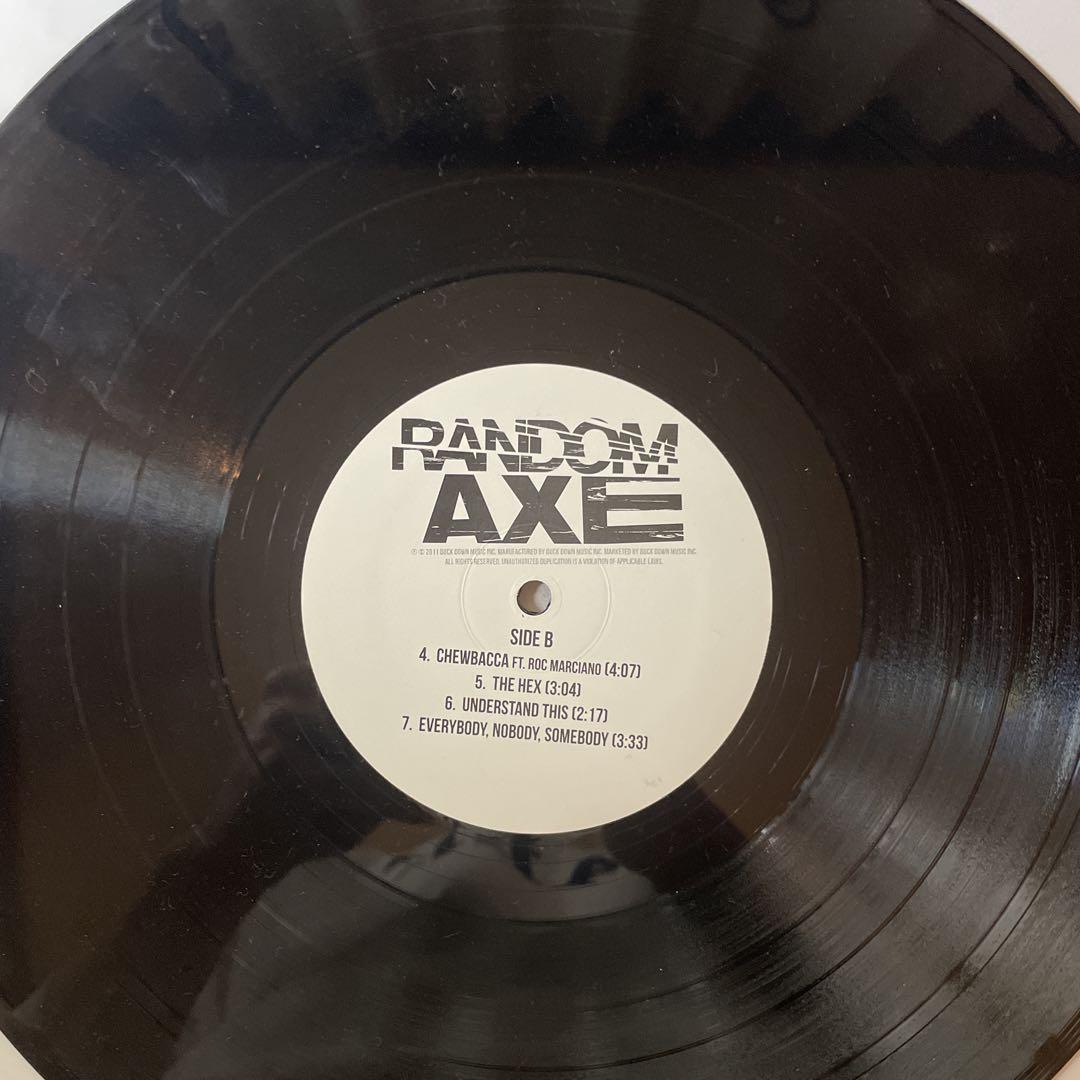 RANDOM
AXE
℗ © 2011 DUCK DOWN MUSIC INC. MANUFACTURED BY DUCK DOWN MUSIC INC. MARKETED BY DUCK DOWN MUSIC INC.
ALL RIGHTS RESERVED. UNAUTHORIZED DUPLICATION IS A VIOLATION OF APPLICABLE LAWS.
SIDE B
4. CHEWBACCA FT. ROC MARCIANO (4:07)
5. THE HEX (3:04)
6. UNDERSTAND THIS (2:17)
7. EVERYBODY, NOBODY, SOMEBODY (3:33)